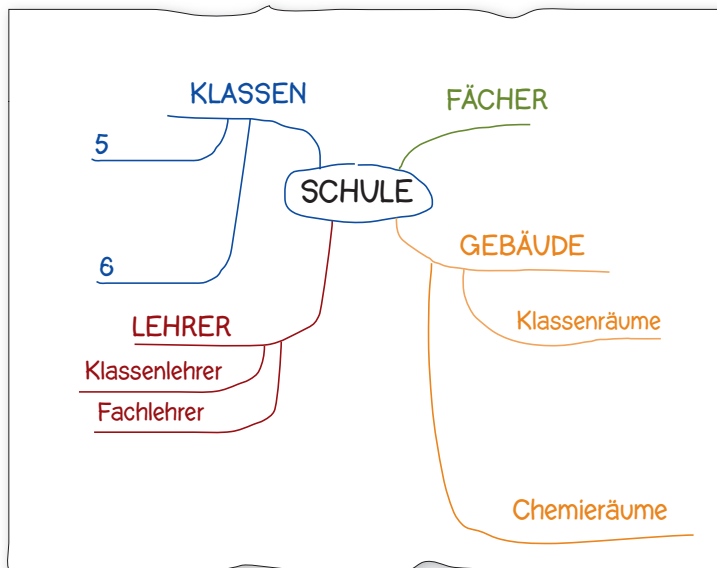 KLASSEN
FÄCHER
5
SCHULE
GEBÄUDE
6
Klassenräume
LEHRER
Klassenlehrer
Fachlehrer
Chemieräume